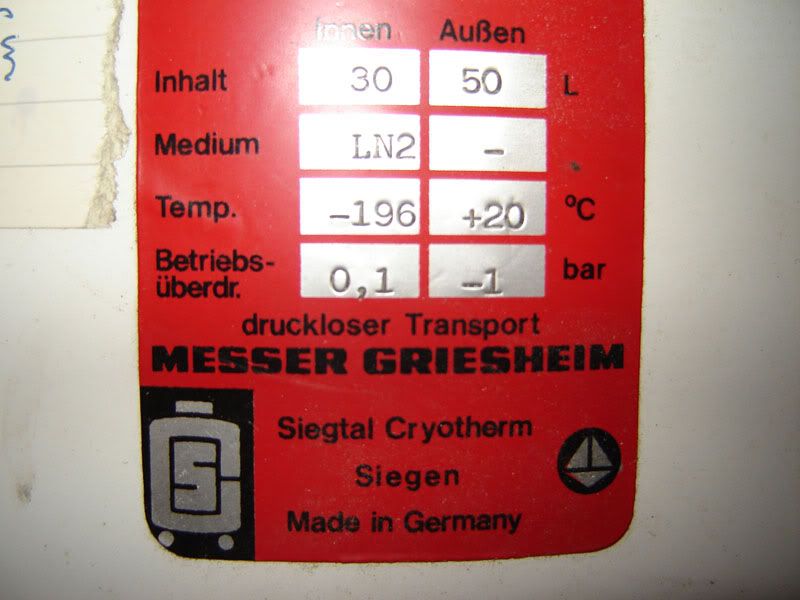 Innen Außen
Inhalt 30 50 L
Medium LN2 -
Temp. -196 +20 °C
Betriebs-
überdr. 0,1 -1 bar
druckloser Transport
MESSER GRIESHEIM
Siegtal Cryotherm
Siegen
Made in Germany